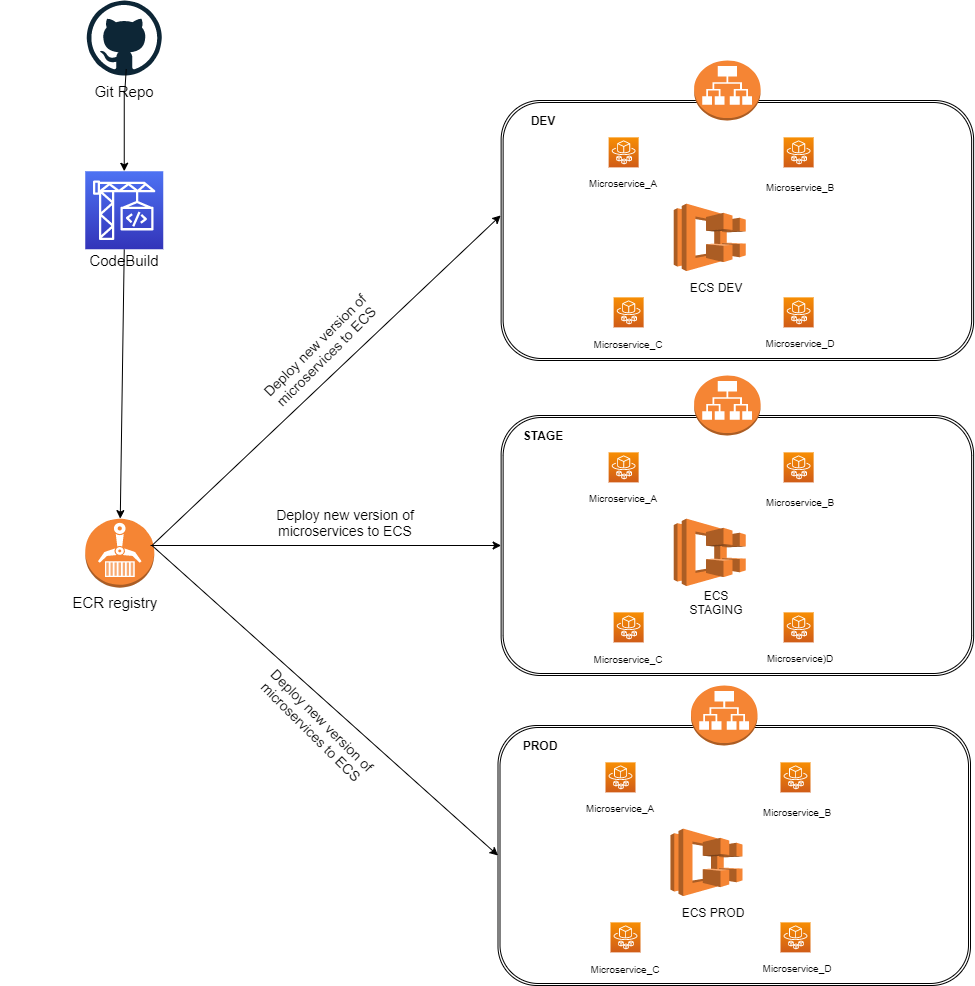 Git Repo
CodeBuild
ECR registry
Deploy new version of
microservices to ECS
Deploy new version of
microservices to ECS
Deploy new version of
microservices to ECS
DEV
Microservice_A
Microservice_B
ECS DEV
Microservice_C
Microservice_D
STAGE
Microservice_A
Microservice_B
ECS
STAGING
Microservice_C
Microservice)D
PROD
Microservice_A
Microservice_B
ECS PROD
Microservice_C
Microservice_D